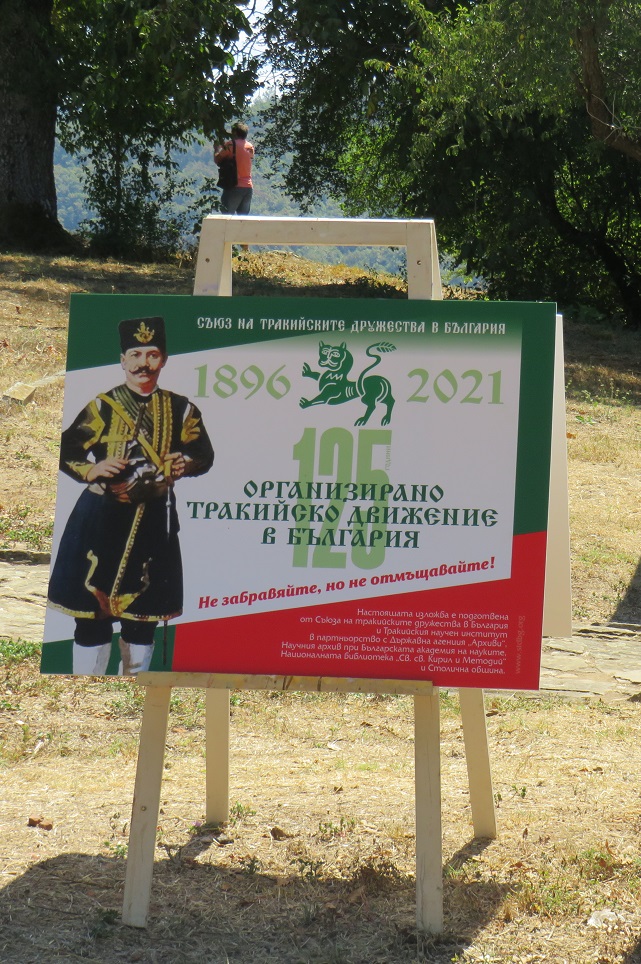 СЪЮЗ НА ТРАКИЙСКИТЕ ДРУЖЕСТВА В БЪЛГАРИЯ
1896 2021
125
ОРГАНИЗИРАНО
ТРАКИЙСКО ДВИЖЕНИЕ
В БЪЛГАРИЯ
Не забравяйте, но не отмъщавайте!
Настоящата изложба е подготвена
от Съюза на тракийските дружества в България
и Тракийския научен институт
в партньорство с Държавна агенция „Архиви",
Научния архив при Българската академия на науките,
Националната библиотека „Св. св. Кирил и Методий"
и Столична община.